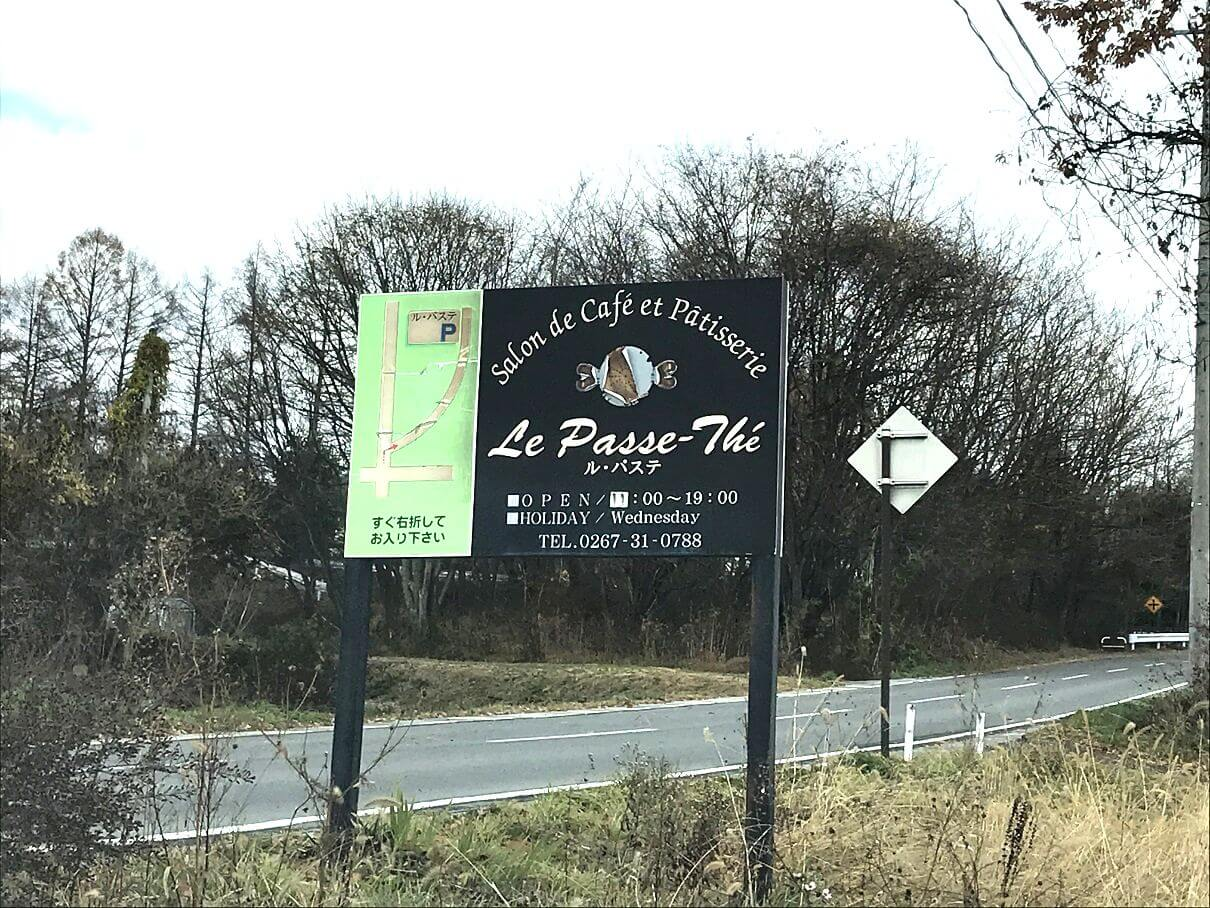 ル・パステ
P
すぐ右折して
お入り下さい
Salon de Café et Pâtisserie
Le Passe-Thé
ル・パステ
■OPEN/11:00～19:00
■HOLIDAY/Wednesday
TEL.0267-31-0788